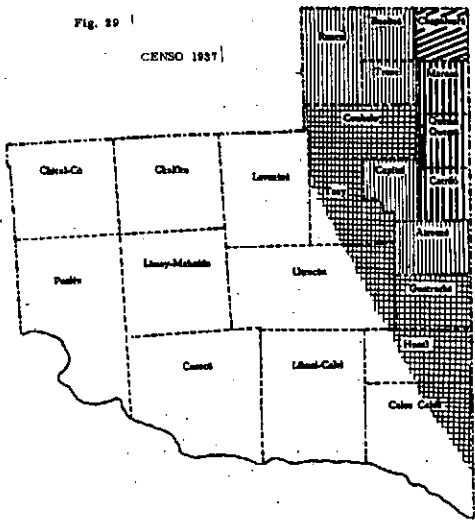 Fig. 29
CENSO 1937
Realicó
Chapaleufú
Rancul
Trenel
Maracó
Conhelo
Quemú
Quemú
Chical-Có
Chalileo
Loventué
Capital
Catriló
Toay
Atreucó
Puelén
Limay-Mahuida
Utracán
Guatraché
Hucal
Curacó
Lihuel-Calel
Caleu Caleu